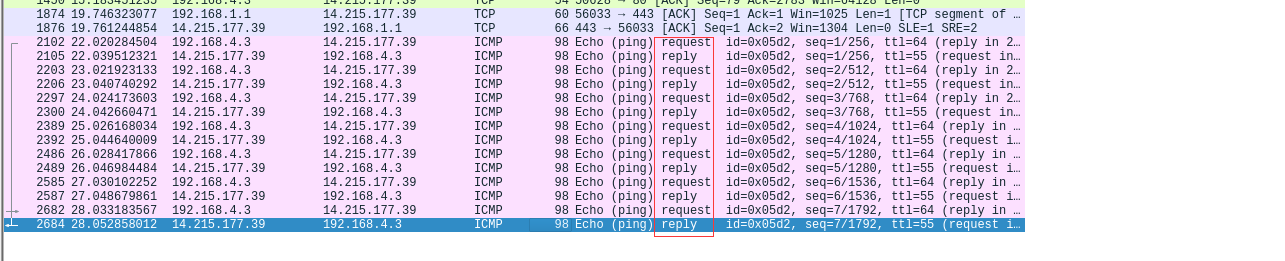 1450 15.183451235 192.168.4.3 14.215.177.39 TCP 54 50028 → 80 [ACK] Seq=79 Ack=2783 Win=64128 Len=0
1874 19.746323077 192.168.1.1 14.215.177.39 TCP 60 56033 → 443 [ACK] Seq=1 Ack=1 Win=1025 Len=1 [TCP segment of …
1876 19.761244854 14.215.177.39 192.168.1.1 TCP 66 443 → 56033 [ACK] Seq=1 Ack=2 Win=1304 Len=0 SLE=1 SRE=2
2102 22.020284504 192.168.4.3 14.215.177.39 ICMP 98 Echo (ping) request id=0x05d2, seq=1/256, ttl=64 (reply in 2…
2105 22.039512321 14.215.177.39 192.168.4.3 ICMP 98 Echo (ping) reply id=0x05d2, seq=1/256, ttl=55 (request in…
2203 23.021923133 192.168.4.3 14.215.177.39 ICMP 98 Echo (ping) request id=0x05d2, seq=2/512, ttl=64 (reply in 2…
2206 23.040740292 14.215.177.39 192.168.4.3 ICMP 98 Echo (ping) reply id=0x05d2, seq=2/512, ttl=55 (request in…
2297 24.024173603 192.168.4.3 14.215.177.39 ICMP 98 Echo (ping) request id=0x05d2, seq=3/768, ttl=64 (reply in 2…
2300 24.042660471 14.215.177.39 192.168.4.3 ICMP 98 Echo (ping) reply id=0x05d2, seq=3/768, ttl=55 (request in…
2389 25.026168034 192.168.4.3 14.215.177.39 ICMP 98 Echo (ping) request id=0x05d2, seq=4/1024, ttl=64 (reply in …
2392 25.044640009 14.215.177.39 192.168.4.3 ICMP 98 Echo (ping) reply id=0x05d2, seq=4/1024, ttl=55 (request i…
2486 26.028417866 192.168.4.3 14.215.177.39 ICMP 98 Echo (ping) request id=0x05d2, seq=5/1280, ttl=64 (reply in …
2489 26.046984484 14.215.177.39 192.168.4.3 ICMP 98 Echo (ping) reply id=0x05d2, seq=5/1280, ttl=55 (request i…
2585 27.030102252 192.168.4.3 14.215.177.39 ICMP 98 Echo (ping) request id=0x05d2, seq=6/1536, ttl=64 (reply in …
2587 27.048679861 14.215.177.39 192.168.4.3 ICMP 98 Echo (ping) reply id=0x05d2, seq=6/1536, ttl=55 (request i…
2682 28.033183567 192.168.4.3 14.215.177.39 ICMP 98 Echo (ping) request id=0x05d2, seq=7/1792, ttl=64 (reply in …
2684 28.052858012 14.215.177.39 192.168.4.3 ICMP 98 Echo (ping) reply id=0x05d2, seq=7/1792, ttl=55 (request i…